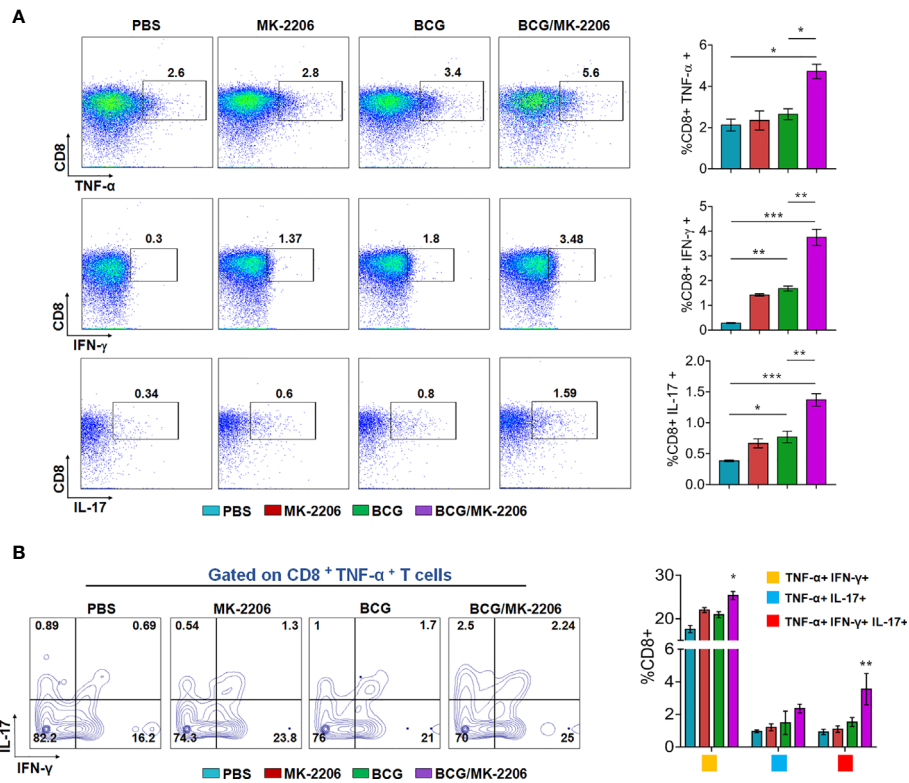 A
PBS MK-2206 BCG BCG/MK-2206
2.6 2.8 3.4 5.6
CD8
TNF-α
%CD8+ TNF-α +
6
4
2
0
* *
0.3 1.37 1.8 3.48
CD8
IFN-γ
%CD8+ IFN-γ +
5
4
3
2
1
0
** *** **
0.34 0.6 0.8 1.59
CD8
IL-17
%CD8+ IL-17 +
2.0
1.5
1.0
0.5
0.0
* *** **
PBS MK-2206 BCG BCG/MK-2206
B
Gated on CD8 + TNF-α + T cells
PBS MK-2206 BCG BCG/MK-2206
0.89 0.69 0.54 1.3 1 1.7 2.5 2.24
82.2 16.2 74.3 23.8 76 21 70 25
IL-17
IFN-γ
PBS MK-2206 BCG BCG/MK-2206
%CD8+
30
20
6
4
2
0
*
**
TNF-α+ IFN-γ+
TNF-α+ IL-17+
TNF-α+ IFN-γ+ IL-17+